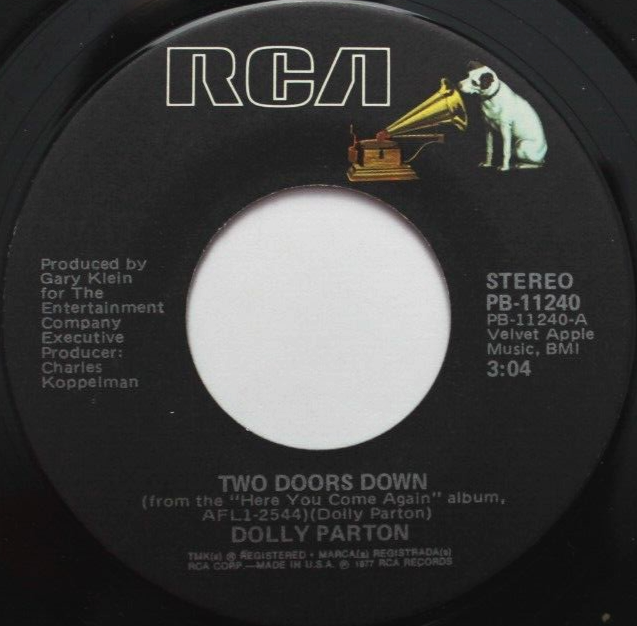 RCA
Produced by
Gary Klein
for The
Entertainment
Company
Executive
Producer:
Charles
Koppelman
STEREO
PB-11240
PB-11240-A
Velvet Apple
Music, BMI
3:04
TWO DOORS DOWN
(from the "Here You Come Again" album,
AFL1-2544)(Dolly Parton)
DOLLY PARTON
TMK(s) ® REGISTERED • MARCA(s) REGISTRADA(s)
RCA CORP.—MADE IN U.S.A. ℗ 1977 RCA RECORDS